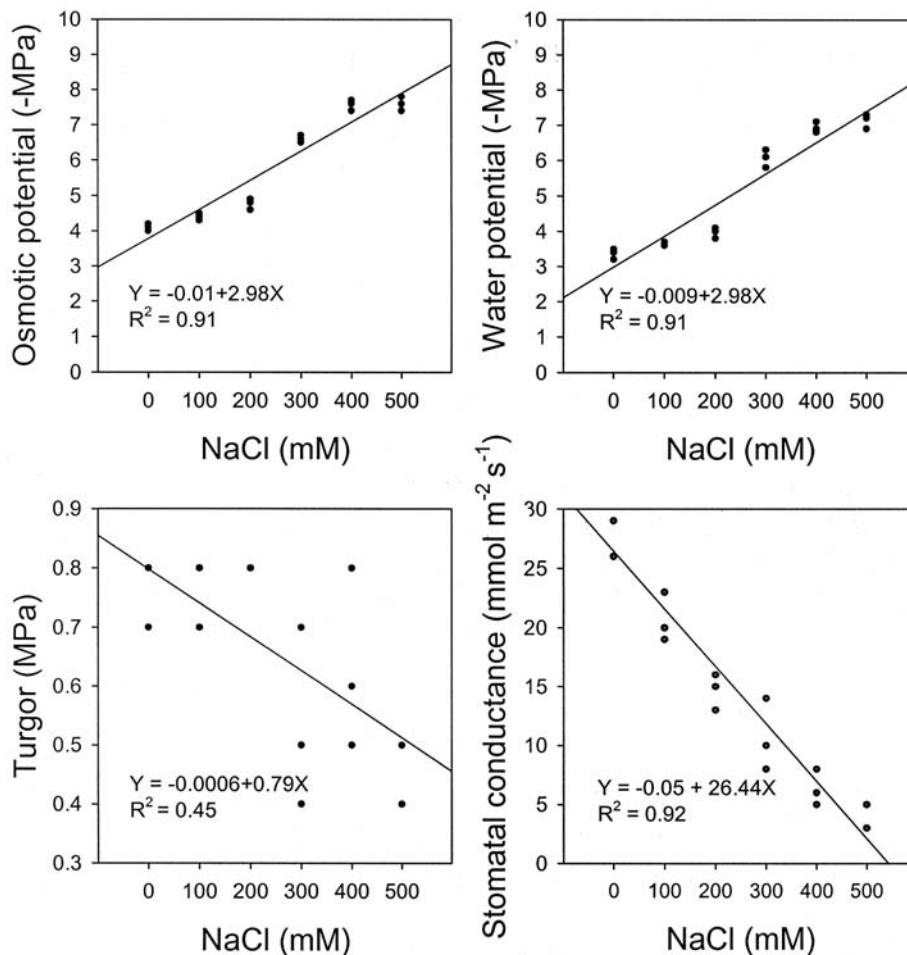 Osmotic potential (-MPa)
10
9
8
7
6
5
4
3
2
1
0
Y = -0.01+2.98X
R² = 0.91
0 100 200 300 400 500
NaCl (mM)
Water potential (-MPa)
10
9
8
7
6
5
4
3
2
1
0
Y = -0.009+2.98X
R² = 0.91
0 100 200 300 400 500
NaCl (mM)
Turgor (MPa)
0.9
0.8
0.7
0.6
0.5
0.4
0.3
Y = -0.0006+0.79X
R² = 0.45
0 100 200 300 400 500
NaCl (mM)
Stomatal conductance (mmol m⁻² s⁻¹)
30
25
20
15
10
5
0
Y = -0.05 + 26.44X
R² = 0.92
0 100 200 300 400 500
NaCl (mM)